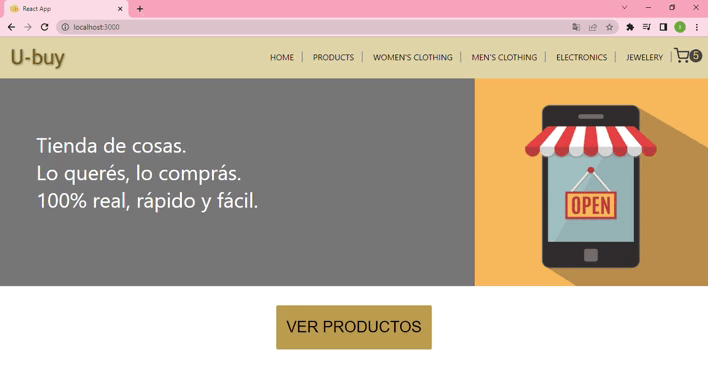 React App
localhost:3000
U-buy
HOME
PRODUCTS
WOMEN'S CLOTHING
MEN'S CLOTHING
ELECTRONICS
JEWELERY
5
Tienda de cosas.
Lo querés, lo comprás.
100% real, rápido y fácil.
OPEN
VER PRODUCTOS